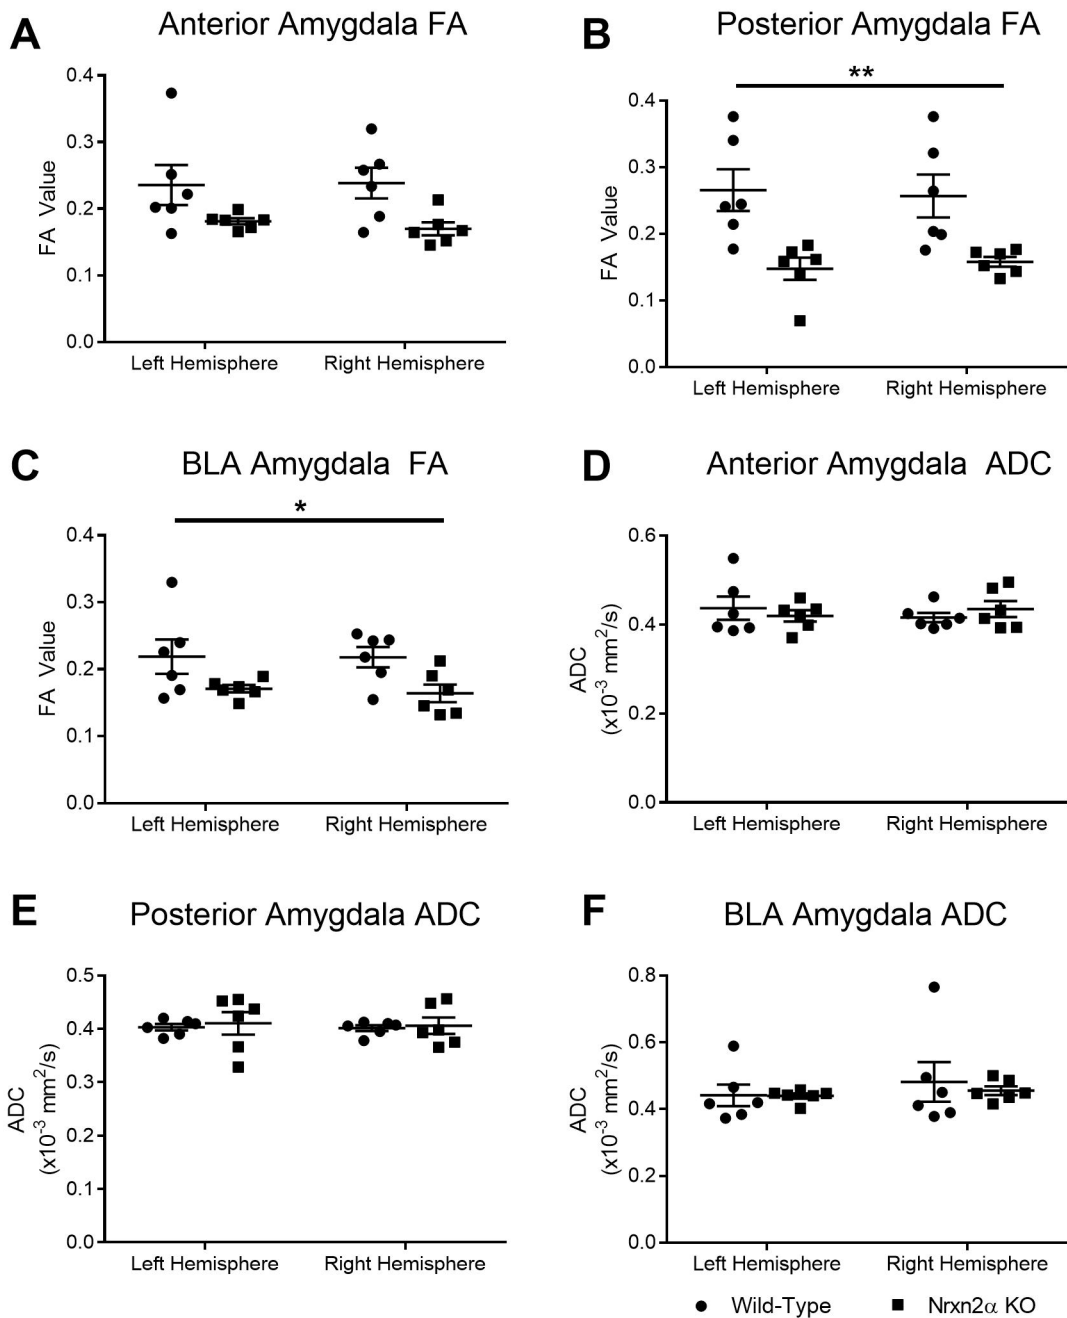 A
Anterior Amygdala FA
FA Value
0.4
0.3
0.2
0.1
0.0
Left Hemisphere
Right Hemisphere
B
Posterior Amygdala FA
**
FA Value
0.4
0.3
0.2
0.1
0.0
Left Hemisphere
Right Hemisphere
C
BLA Amygdala FA
*
FA Value
0.4
0.3
0.2
0.1
0.0
Left Hemisphere
Right Hemisphere
D
Anterior Amygdala ADC
ADC
(x10⁻³ mm²/s)
0.6
0.4
0.2
0.0
Left Hemisphere
Right Hemisphere
E
Posterior Amygdala ADC
ADC
(x10⁻³ mm²/s)
0.5
0.4
0.3
0.2
0.1
0.0
Left Hemisphere
Right Hemisphere
F
BLA Amygdala ADC
ADC
(x10⁻³ mm²/s)
0.8
0.6
0.4
0.2
0.0
Left Hemisphere
Right Hemisphere
Wild-Type
Nrxn2α KO